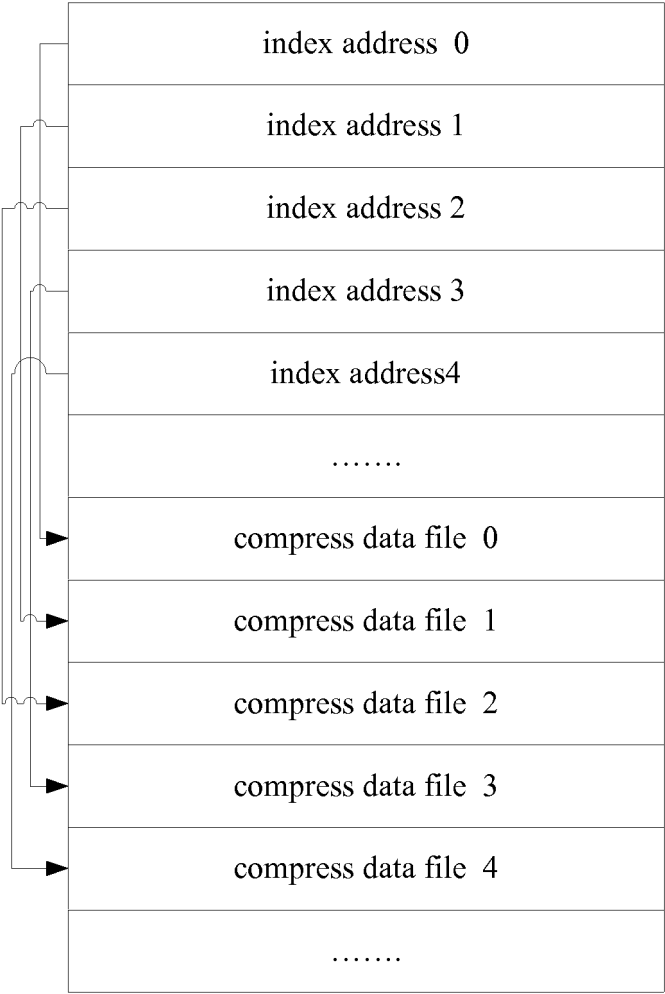 index address 0
index address 1
index address 2
index address 3
index address4
.......
compress data file 0
compress data file 1
compress data file 2
compress data file 3
compress data file 4
.......